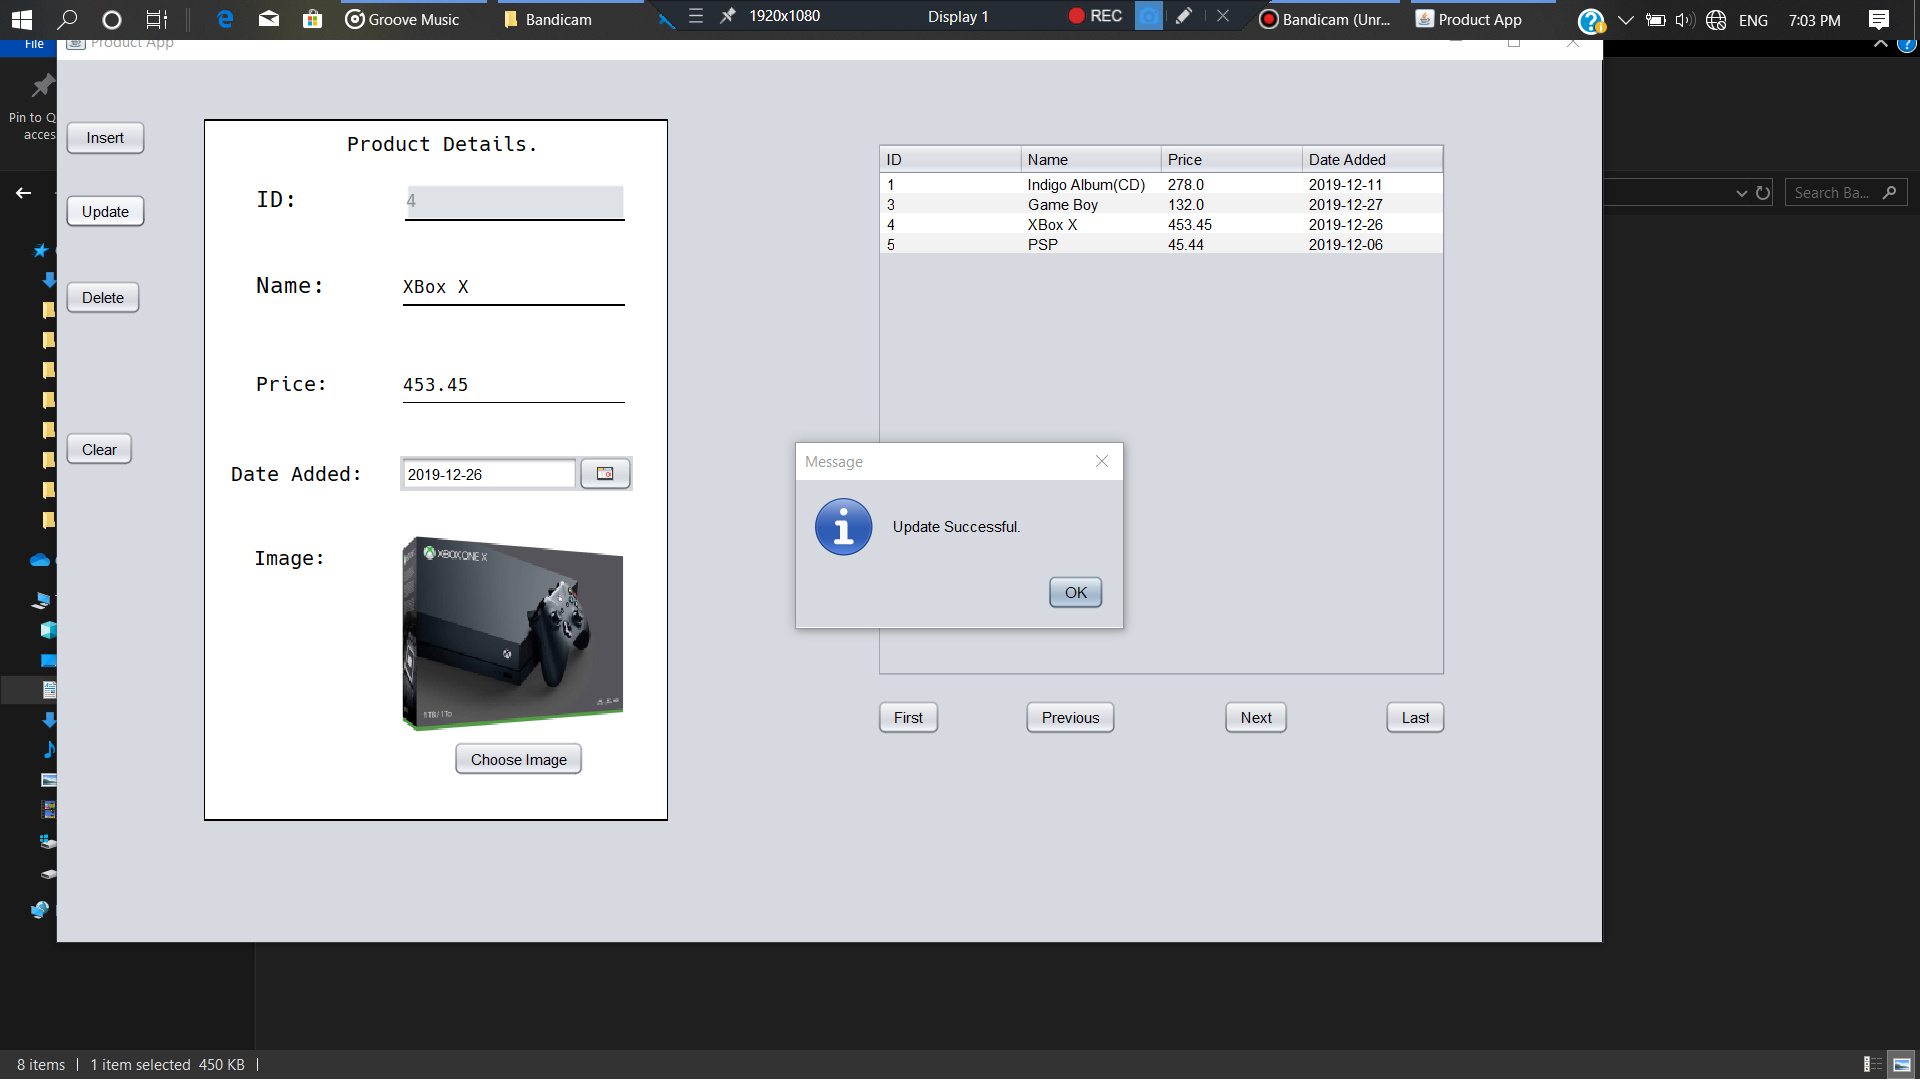 Groove Music
Bandicam
1920x1080
Display 1
REC
Bandicam (Unr...
Product App
ENG
7:03 PM
File
Product App
Pin to Q
acces
Search Ba...
Insert
Update
Delete
Clear
Product Details.
ID:
4
Name:
XBox X
Price:
453.45
Date Added:
2019-12-26
Image:
XBOX ONE X
1TB / 1To
Choose Image
ID Name Price Date Added
1 Indigo Album(CD) 278.0 2019-12-11
3 Game Boy 132.0 2019-12-27
4 XBox X 453.45 2019-12-26
5 PSP 45.44 2019-12-06
Message
Update Successful.
OK
First
Previous
Next
Last
8 items
1 item selected 450 KB